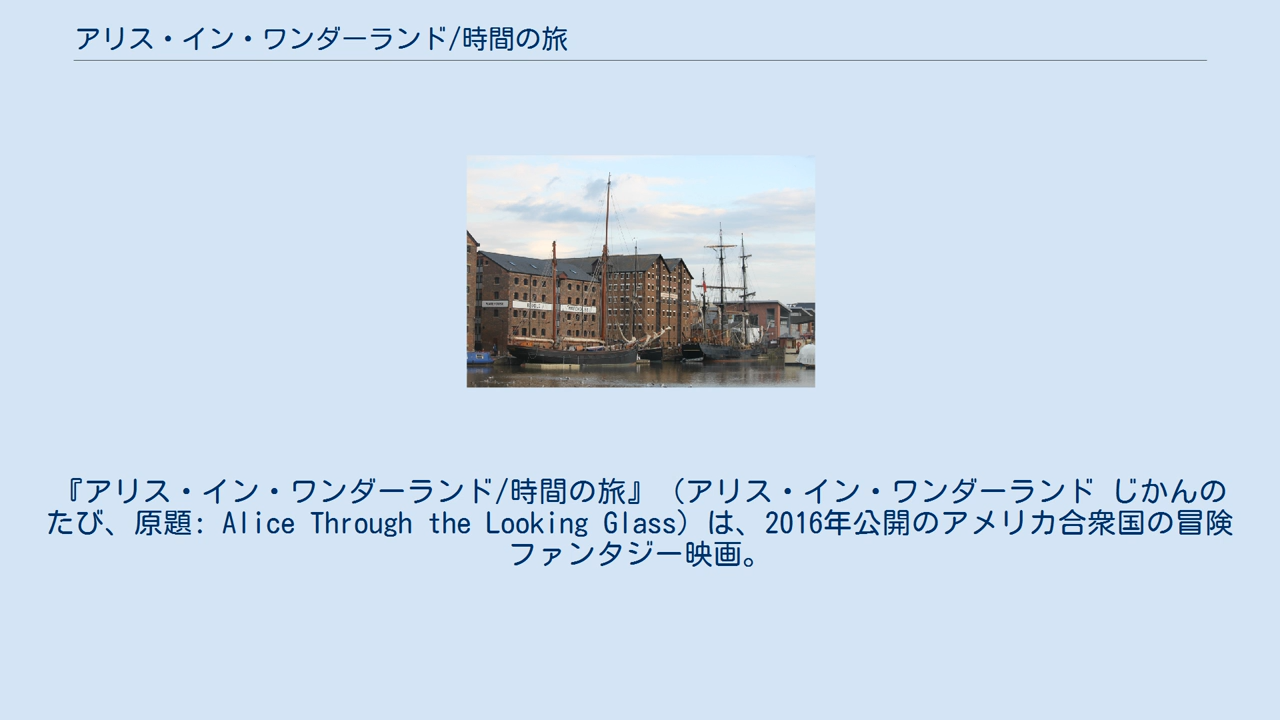 アリス・イン・ワンダーランド/時間の旅
『アリス・イン・ワンダーランド/時間の旅』（アリス・イン・ワンダーランド じかんの
たび、原題: Alice Through the Looking Glass）は、2016年公開のアメリカ合衆国の冒険
ファンタジー映画。